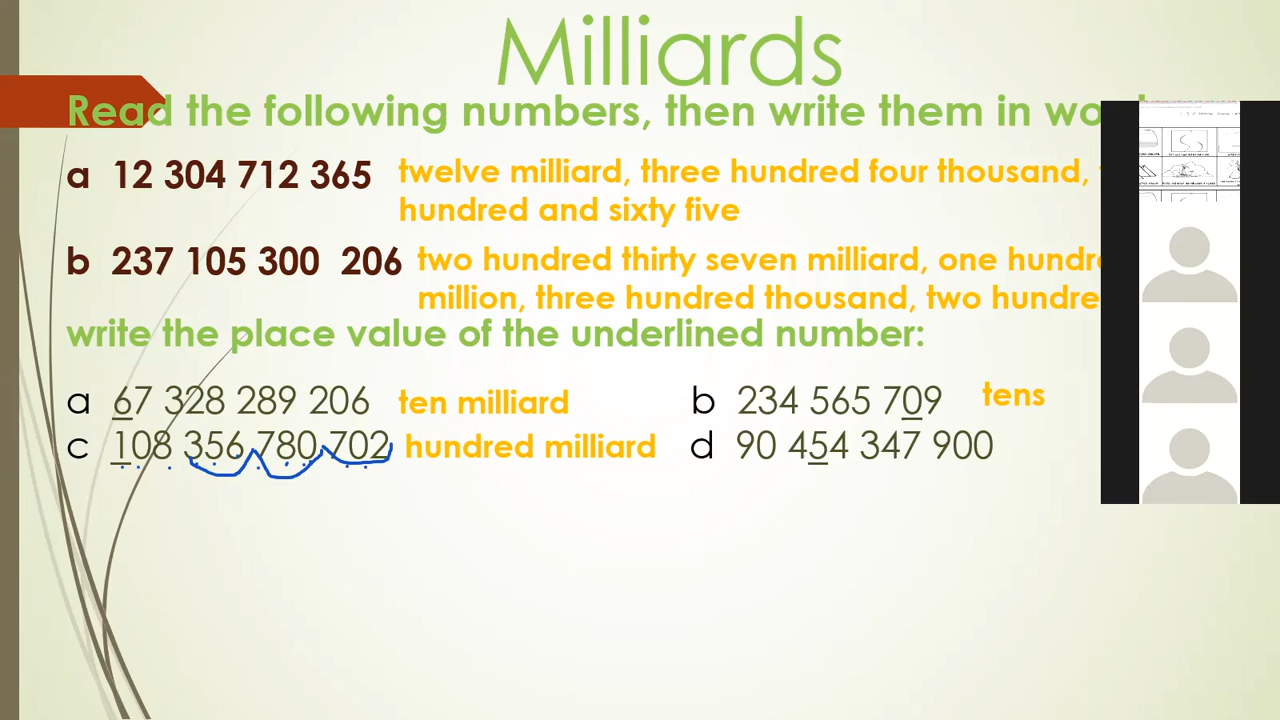 Milliards
Read the following numbers, then write them in
a 12 304 712 365 twelve milliard, three hundred four thousand,
hundred and sixty five
b 237 105 300 206 two hundred thirty seven milliard, one
million, three hundred thousand, two
write the place value of the underlined number:
a 67 328 289 206 ten milliard b 234 565 709 tens
c 108 356 780 702 hundred milliard d 90 454 347 900